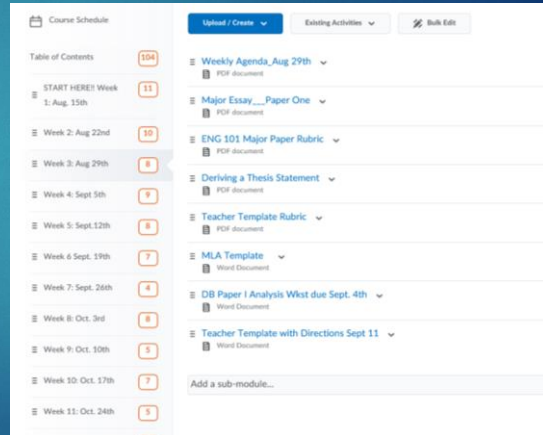 Course Schedule
Table of Contents
104
START HERE!! Week
1: Aug. 15th
11
Week 2: Aug 22nd
10
Week 3: Aug 29th
8
Week 4: Sept 5th
9
Week 5: Sept.12th
8
Week 6 Sept. 19th
7
Week 7: Sept. 26th
4
Week 8: Oct. 3rd
8
Week 9: Oct. 10th
5
Week 10: Oct. 17th
7
Week 11: Oct. 24th
5
Upload / Create
Existing Activities
Bulk Edit
Weekly Agenda_Aug 29th
PDF document
Major Essay___Paper One
PDF document
ENG 101 Major Paper Rubric
PDF document
Deriving a Thesis Statement
PDF document
Teacher Template Rubric
PDF document
MLA Template
Word Document
DB Paper I Analysis Wkst due Sept. 4th
Word Document
Teacher Template with Directions Sept 11
Word Document
Add a sub-module...